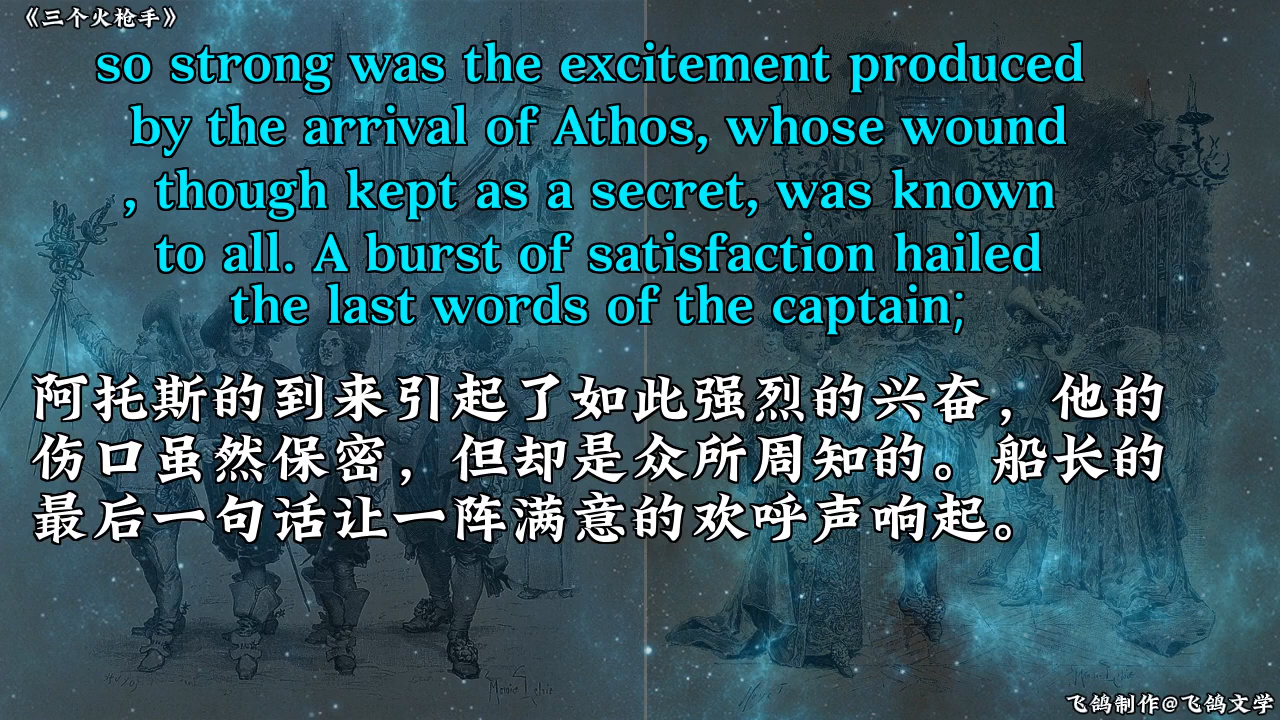 《三个火枪手》
so strong was the excitement produced
by the arrival of Athos, whose wound
, though kept as a secret, was known
to all. A burst of satisfaction hailed
the last words of the captain;
阿托斯的到来引起了如此强烈的兴奋，他的
伤口虽然保密，但却是众所周知的。船长的
最后一句话让一阵满意的欢呼声响起。
飞鸽制作@飞鸽文学